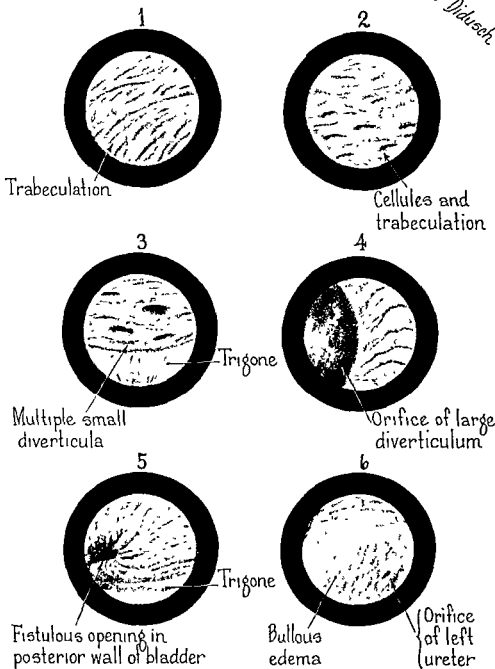 Didusch
1
2
Trabeculation
Cellules and
trabeculation
3
4
Trigone
Multiple small
diverticula
Orifice of large
diverticulum
5
6
Trigone
Fistulous opening in
posterior wall of bladder
Bullous
edema
Orifice
of left
ureter